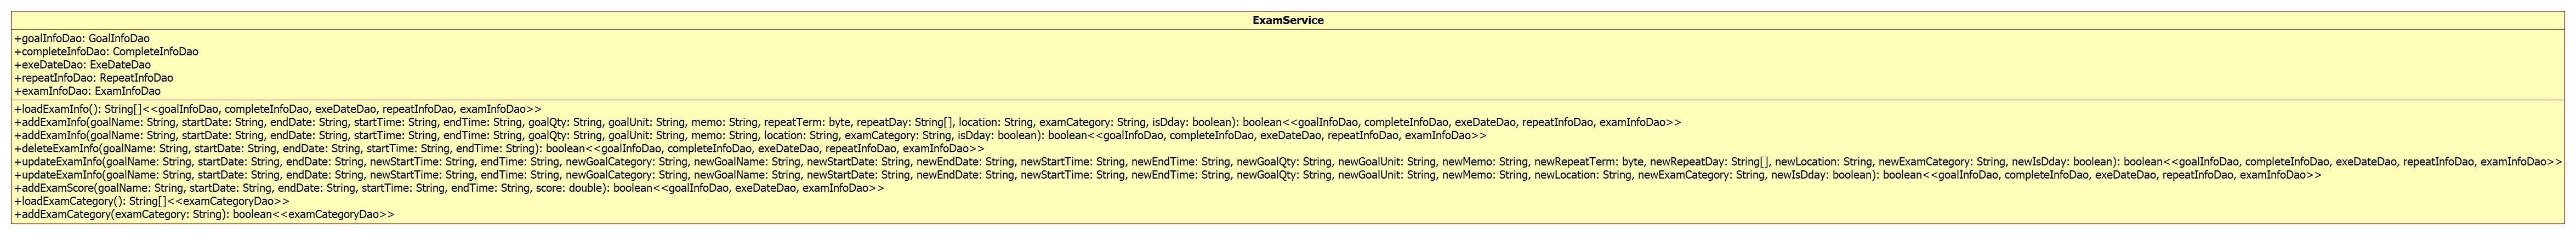 ExamService
+goalInfoDao: GoalInfoDao
+completeInfoDao: CompleteInfoDao
+exeDateDao: ExeDateDao
+repeatInfoDao: RepeatInfoDao
+examInfoDao: ExamInfoDao
+loadExamInfo(): String[]<<goalInfoDao, completeInfoDao, exeDateDao, repeatInfoDao, examInfoDao>>
+addExamInfo(goalName: String, startDate: String, endDate: String, startTime: String, endTime: String, goalQty: String, goalUnit: String, memo: String, repeatTerm: byte, repeatDay: String[], location: String, examCategory: String, isDday: boolean): boolean<<goalInfoDao, completeInfoDao, exeDateDao, repeatInfoDao, examInfoDao>>
+addExamInfo(goalName: String, startDate: String, endDate: String, startTime: String, endTime: String, goalQty: String, goalUnit: String, memo: String, location: String, examCategory: String, isDday: boolean): boolean<<goalInfoDao, completeInfoDao, exeDateDao, repeatInfoDao, examInfoDao>>
+deleteExamInfo(goalName: String, startDate: String, endDate: String, startTime: String, endTime: String): boolean<<goalInfoDao, completeInfoDao, exeDateDao, repeatInfoDao, examInfoDao>>
+updateExamInfo(goalName: String, startDate: String, endDate: String, newStartTime: String, endTime: String, newGoalCategory: String, newGoalName: String, newStartDate: String, newEndDate: String, newStartTime: String, newEndTime: String, newGoalQty: String, newGoalUnit: String, newMemo: String, newRepeatTerm: byte, newRepeatDay: String[], newLocation: String, newExamCategory: String, newIsDday: boolean): boolean<<goalInfoDao, completeInfoDao, exeDateDao, repeatInfoDao, examInfoDao>>
+updateExamInfo(goalName: String, startDate: String, endDate: String, newStartTime: String, endTime: String, newGoalCategory: String, newGoalName: String, newStartDate: String, newEndDate: String, newStartTime: String, newEndTime: String, newGoalQty: String, newGoalUnit: String, newMemo: String, newLocation: String, newExamCategory: String, newIsDday: boolean): boolean<<goalInfoDao, completeInfoDao, exeDateDao, repeatInfoDao, examInfoDao>>
+addExamScore(goalName: String, startDate: String, endDate: String, startTime: String, endTime: String, score: double): boolean<<goalInfoDao, exeDateDao, examInfoDao>>
+loadExamCategory(): String[]<<examCategoryDao>>
+addExamCategory(examCategory: String): boolean<<examCategoryDao>>